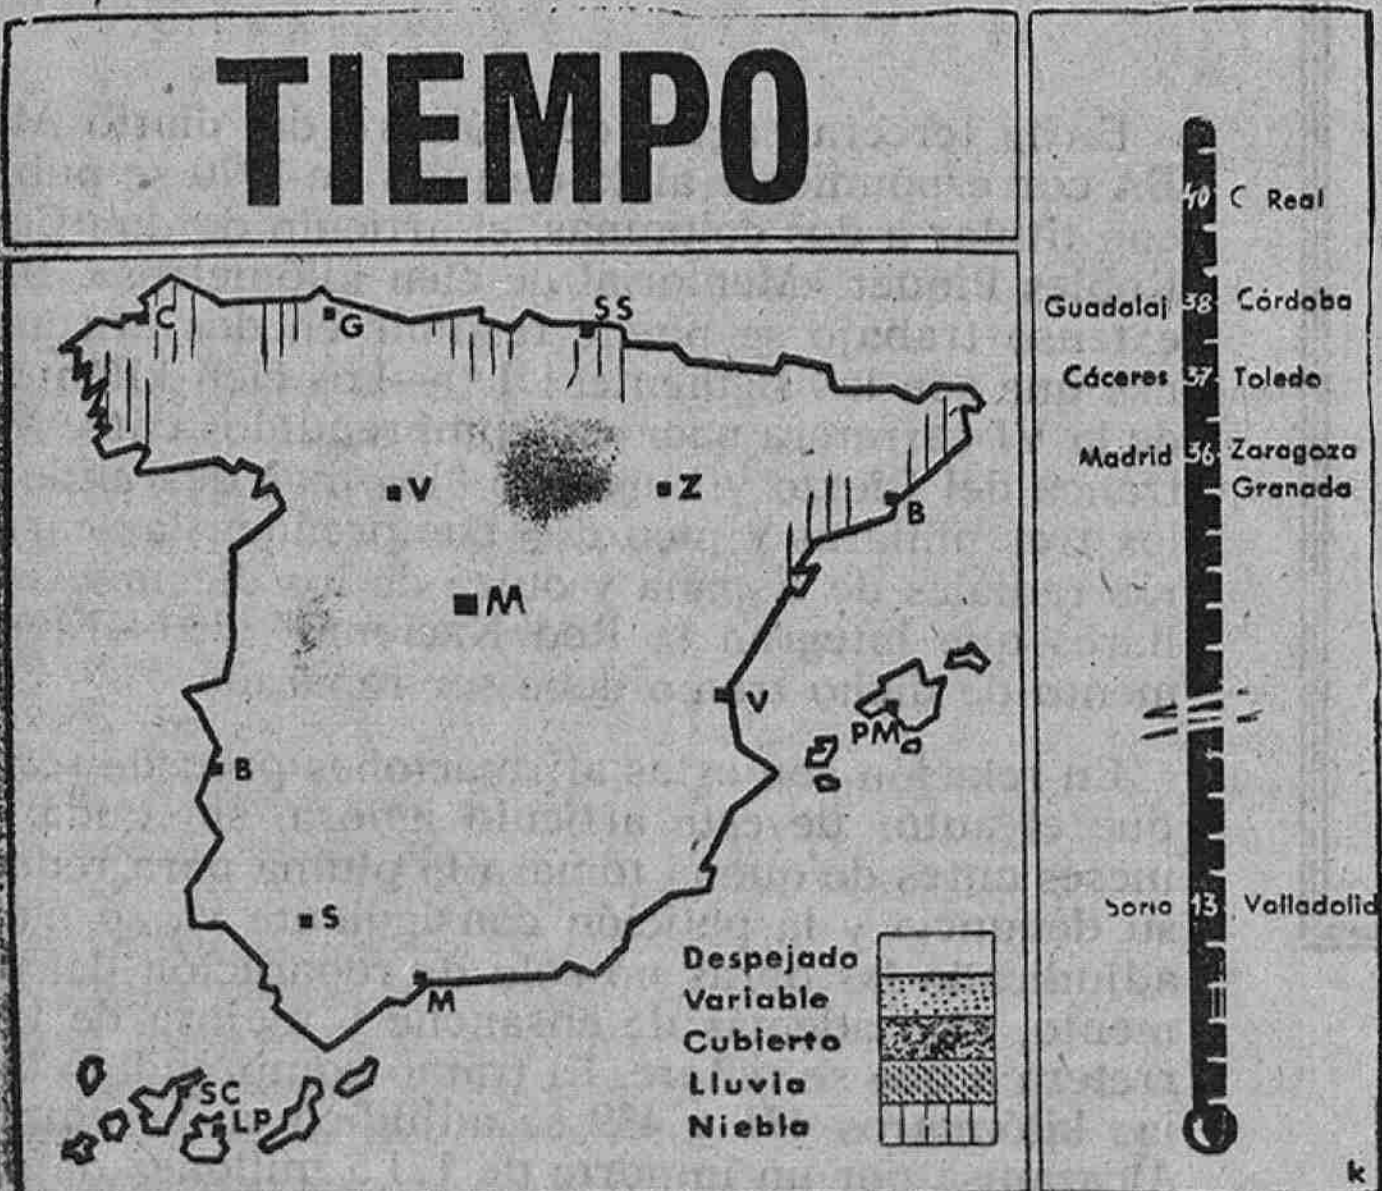 TIEMPO
C
G
SS
V
Z
B
M
V
PM
B
S
M
SC
LP
Despejado
Variable
Cubierto
Lluvia
Niebla
40 C Real
Guadalaj 38 Córdoba
Cáceres 37 Toledo
Madrid 36 Zaragoza
Granada
Soria 13 Valladolid
k